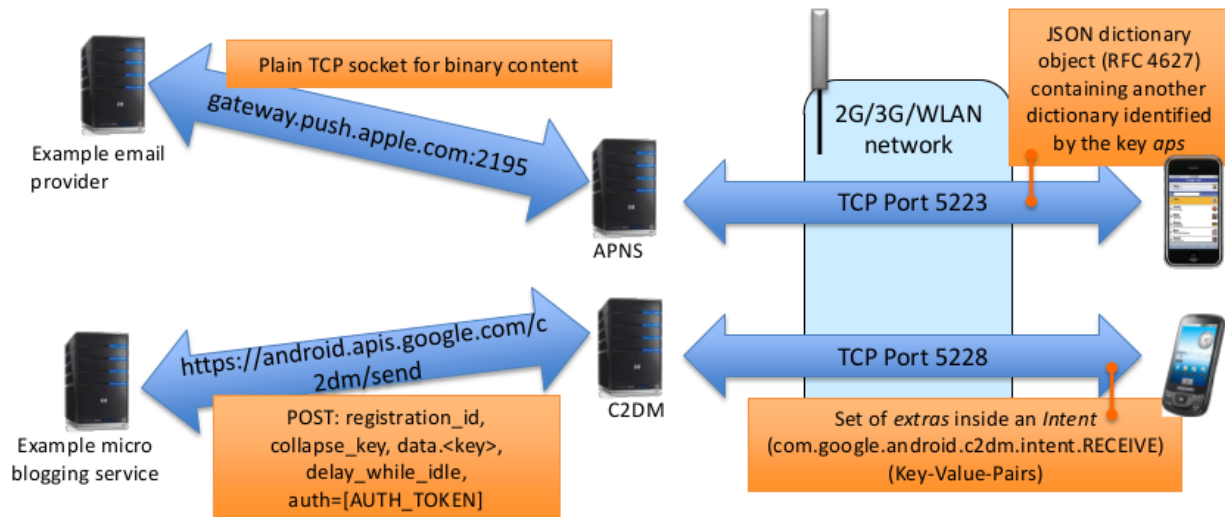 Plain TCP socket for binary content
gateway.push.apple.com:2195
Example email
provider
APNS
2G/3G/WLAN
network
JSON dictionary
object (RFC 4627)
containing another
dictionary identified
by the key aps
TCP Port 5223
https://android.apis.google.com/c
2dm/send
Example micro
blogging service
POST: registration_id,
collapse_key, data.<key>,
delay_while_idle,
auth=[AUTH_TOKEN]
C2DM
TCP Port 5228
Set of extras inside an Intent
(com.google.android.c2dm.intent.RECEIVE)
(Key-Value-Pairs)